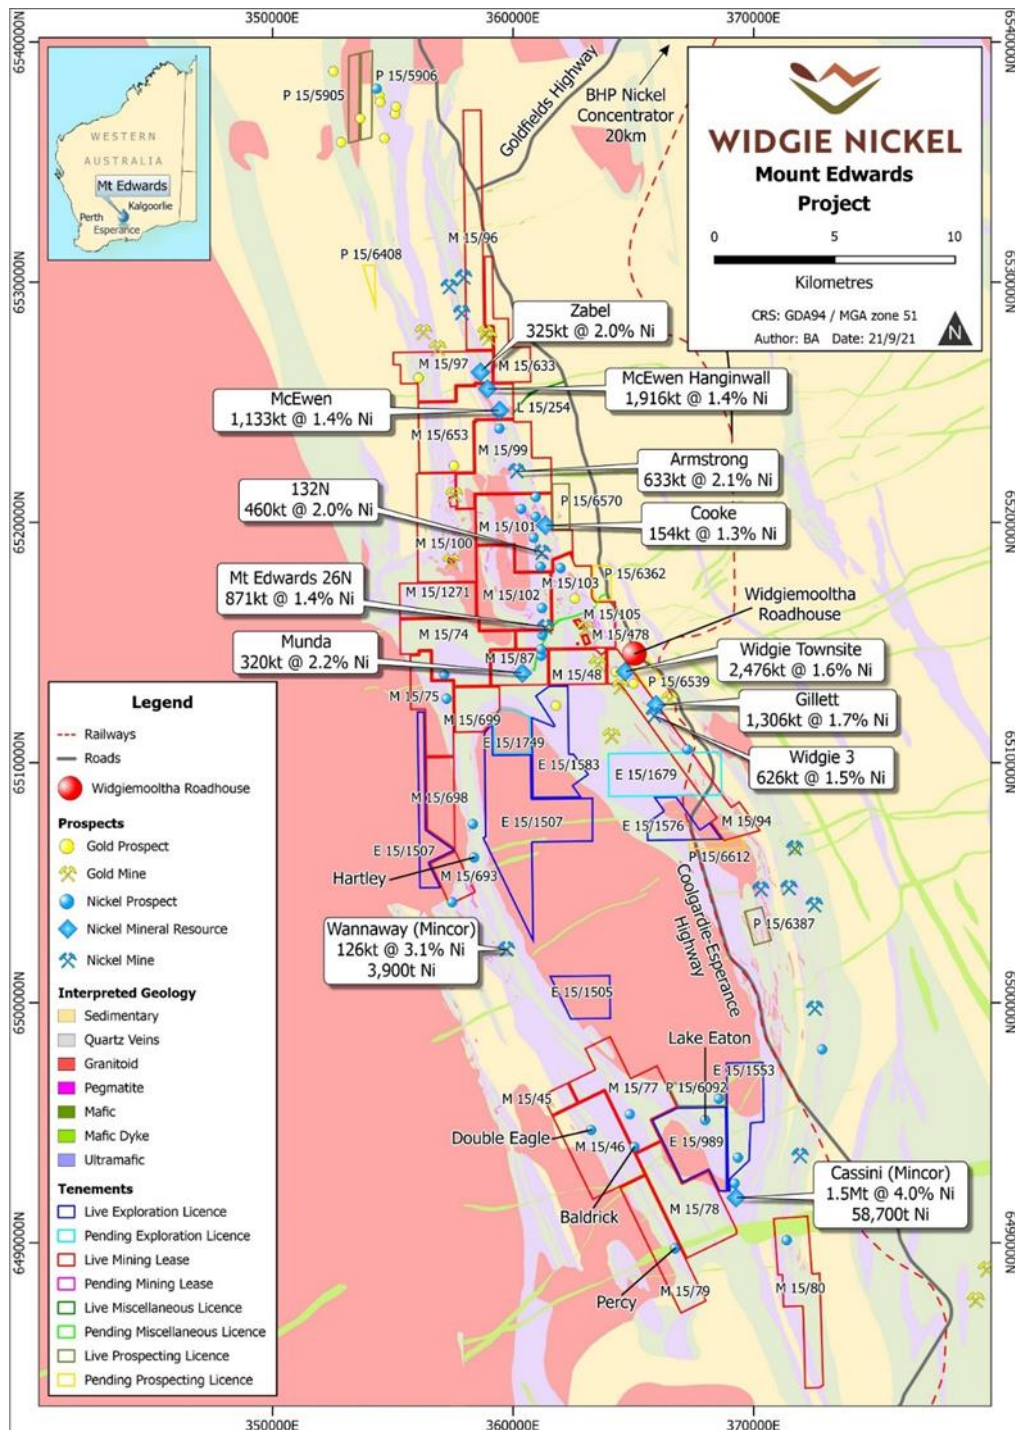 350000E
360000E
370000E
6540000N
6540000N
P 15/5906
P 15/5905
Goldfields Highway
BHP Nickel
Concentrator
20km
WIDGIE NICKEL
Mount Edwards
Project
0
5
10
Kilometres
CRS: GDA94 / MGA zone 51
Author: BA Date: 21/9/21
N
WESTERN
AUSTRALIA
Mt Edwards
Kalgoorlie
Perth
Esperance
M 15/96
P 15/6408
6530000N
6530000N
Zabel
325kt @ 2.0% Ni
M 15/97
M 15/633
McEwen Hanginwall
1,916kt @ 1.4% Ni
McEwen
1,133kt @ 1.4% Ni
L 15/254
M 15/653
M 15/99
Armstrong
633kt @ 2.1% Ni
132N
460kt @ 2.0% Ni
P 15/6570
Cooke
154kt @ 1.3% Ni
6520000N
6520000N
M 15/101
M 15/100
Mt Edwards 26N
871kt @ 1.4% Ni
M 15/103
P 15/6362
M 15/1271
M 15/102
Widgiemooltha
Roadhouse
M 15/105
M 15/74
M 15/478
Munda
320kt @ 2.2% Ni
M 15/87
M 15/48
Widgie Townsite
2,476kt @ 1.6% Ni
P 15/6539
M 15/75
M 15/699
Gillett
1,306kt @ 1.7% Ni
E 15/1749
E 15/1583
Widgie 3
626kt @ 1.5% Ni
6510000N
6510000N
E 15/1679
M 15/698
E 15/1507
E 15/1576
M 15/94
E 15/1507
P 15/6612
Hartley
M 15/693
Coolgardie-Esperance
Highway
P 15/6387
Wannaway (Mincor)
126kt @ 3.1% Ni
3,900t Ni
E 15/1505
6500000N
6500000N
Lake Eaton
E 15/1553
M 15/77
P 15/6092
M 15/45
Double Eagle
M 15/46
E 15/989
Cassini (Mincor)
1.5Mt @ 4.0% Ni
58,700t Ni
Baldrick
M 15/78
6490000N
6490000N
M 15/79
M 15/80
Percy
Legend
Railways
Roads
Widgiemooltha Roadhouse
Prospects
Gold Prospect
Gold Mine
Nickel Prospect
Nickel Mineral Resource
Nickel Mine
Interpreted Geology
Sedimentary
Quartz Veins
Granitoid
Pegmatite
Mafic
Mafic Dyke
Ultramafic
Tenements
Live Exploration Licence
Pending Exploration Licence
Live Mining Lease
Pending Mining Lease
Live Miscellaneous Licence
Pending Miscellaneous Licence
Live Prospecting Licence
Pending Prospecting Licence
350000E
360000E
370000E